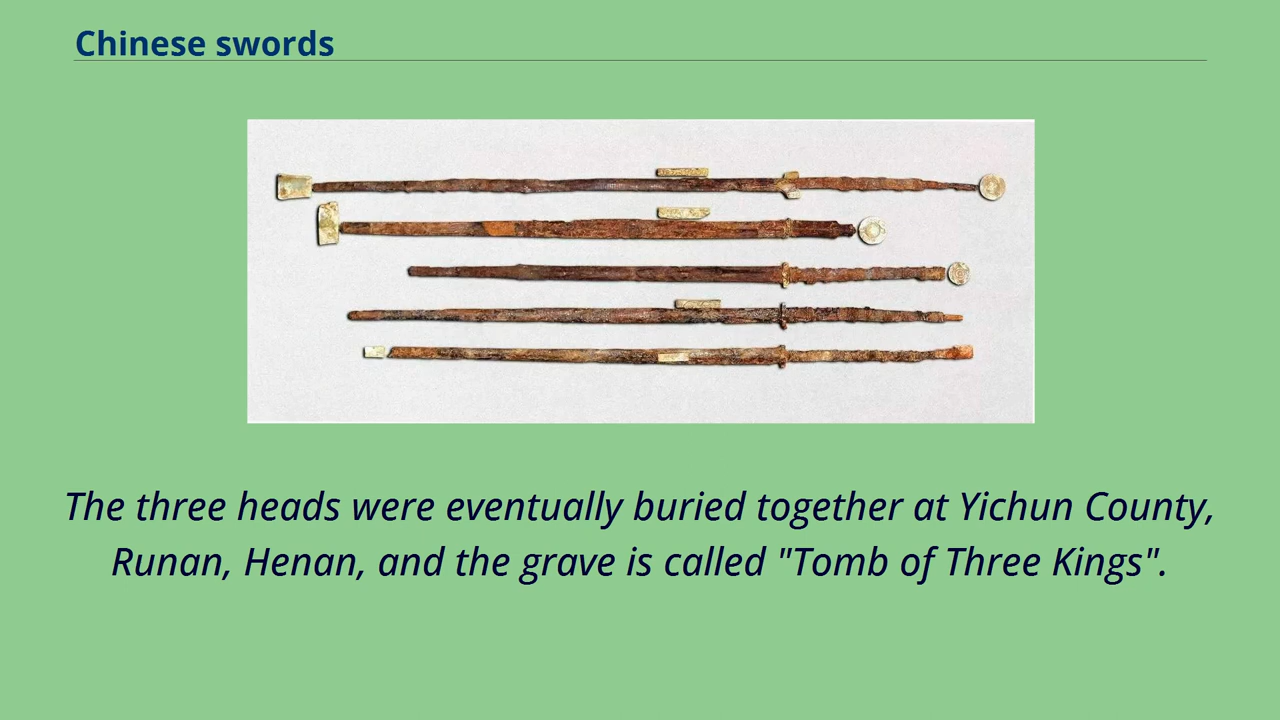 Chinese swords
The three heads were eventually buried together at Yichun County,
Runan, Henan, and the grave is called "Tomb of Three Kings".